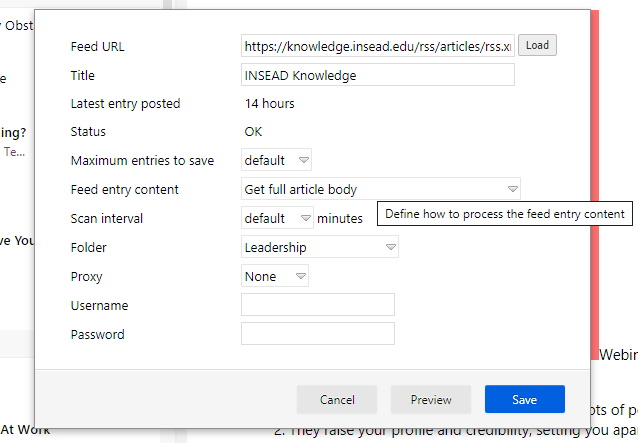 y Obst
Feed URL https://knowledge.insead.edu/rss/articles/rss.x Load
Title INSEAD Knowledge
e
Latest entry posted 14 hours
ing? Status OK
Te...
Maximum entries to save default
Feed entry content Get full article body
Define how to process the feed entry content
Scan interval default minutes
ve You
Folder Leadership
Proxy None
Username
Password
Webin
Cancel Preview Save
pts of p
At Work
2. They raise your profile and credibility, setting you apa